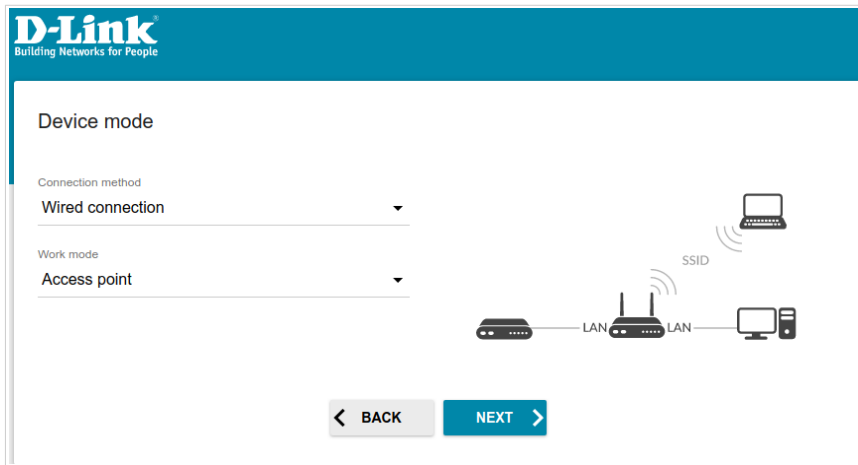 D-Link
Building Networks for People
Device mode
Connection method
Wired connection
Work mode
Access point
SSID
LAN
LAN
BACK
NEXT